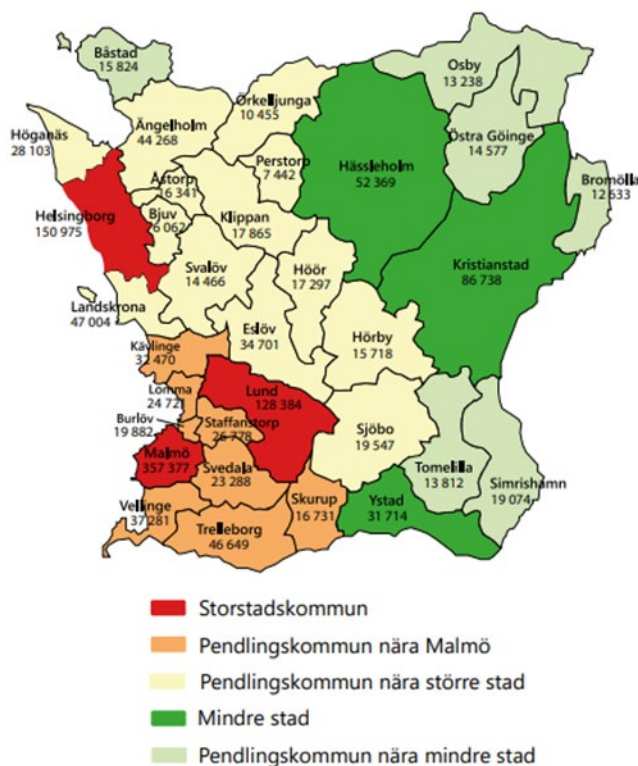 Båstad
15 824
Osby
13 238
Örkelljunga
10 455
Ängelholm
44 268
Höganäs
28 103
Östra Göinge
14 577
Perstorp
7 442
Hässleholm
52 369
Åstorp
16 341
Bromölla
12 633
Helsingborg
150 975
Bjuv
Klippan
17 865
Kristianstad
86 738
Svalöv
14 466
Höör
17 297
Landskrona
47 004
Eslöv
34 701
Hörby
15 718
Kävlinge
32 470
Lomma
Lund
128 384
Burlöv
19 882
Staffanstorp
26 778
Sjöbo
19 547
Malmö
357 377
Svedala
23 288
Tomelilla
13 812
Simrishamn
19 074
Vellinge
37 281
Skurup
16 731
Ystad
31 714
Trelleborg
46 649
Storstadskommun
Pendlingskommun nära Malmö
Pendlingskommun nära större stad
Mindre stad
Pendlingskommun nära mindre stad